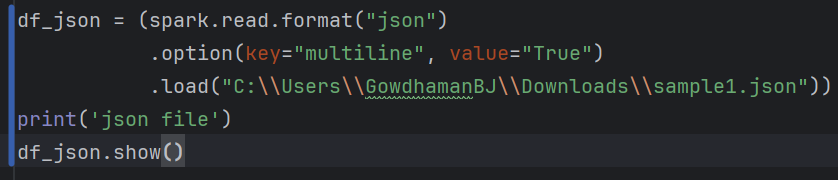 df_json = (spark.read.format("json")
.option(key="multiline", value="True")
.load("C:\\Users\\GowdhamanBJ\\Downloads\\sample1.json"))
print('json file')
df_json.show()